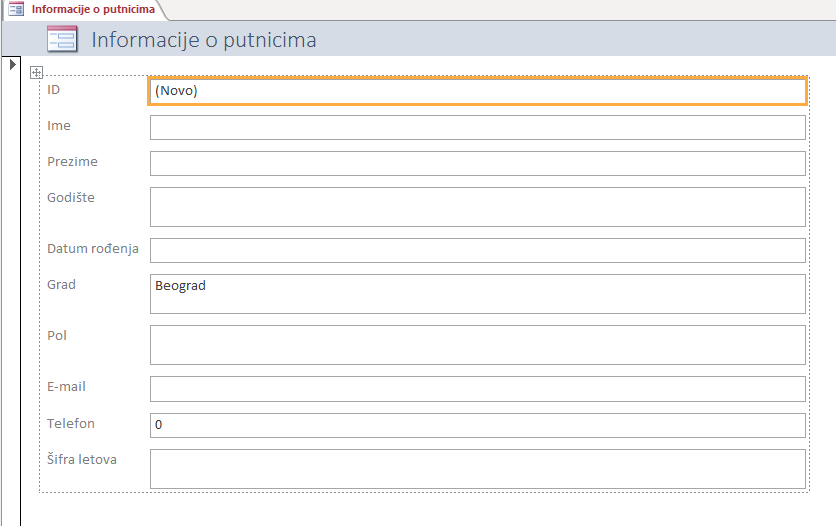 Informacije o putnicima
Informacije o putnicima
ID (Novo)
Ime
Prezime
Godište
Datum rođenja
Grad Beograd
Pol
E-mail
Telefon 0
Šifra letova